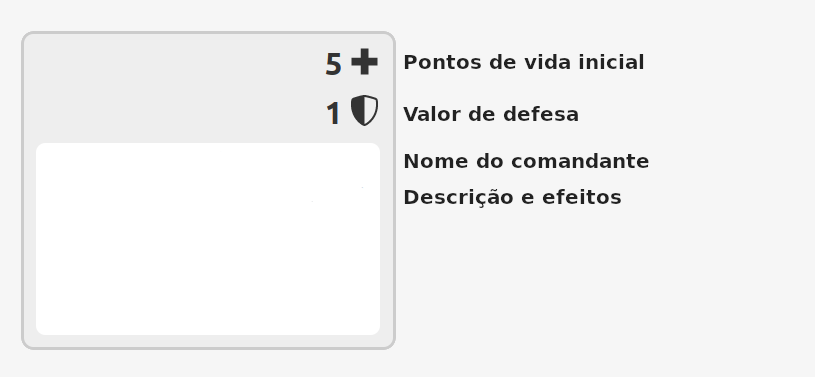 5 Pontos de vida inicial
1 Valor de defesa
Nome do comandante
Descrição e efeitos